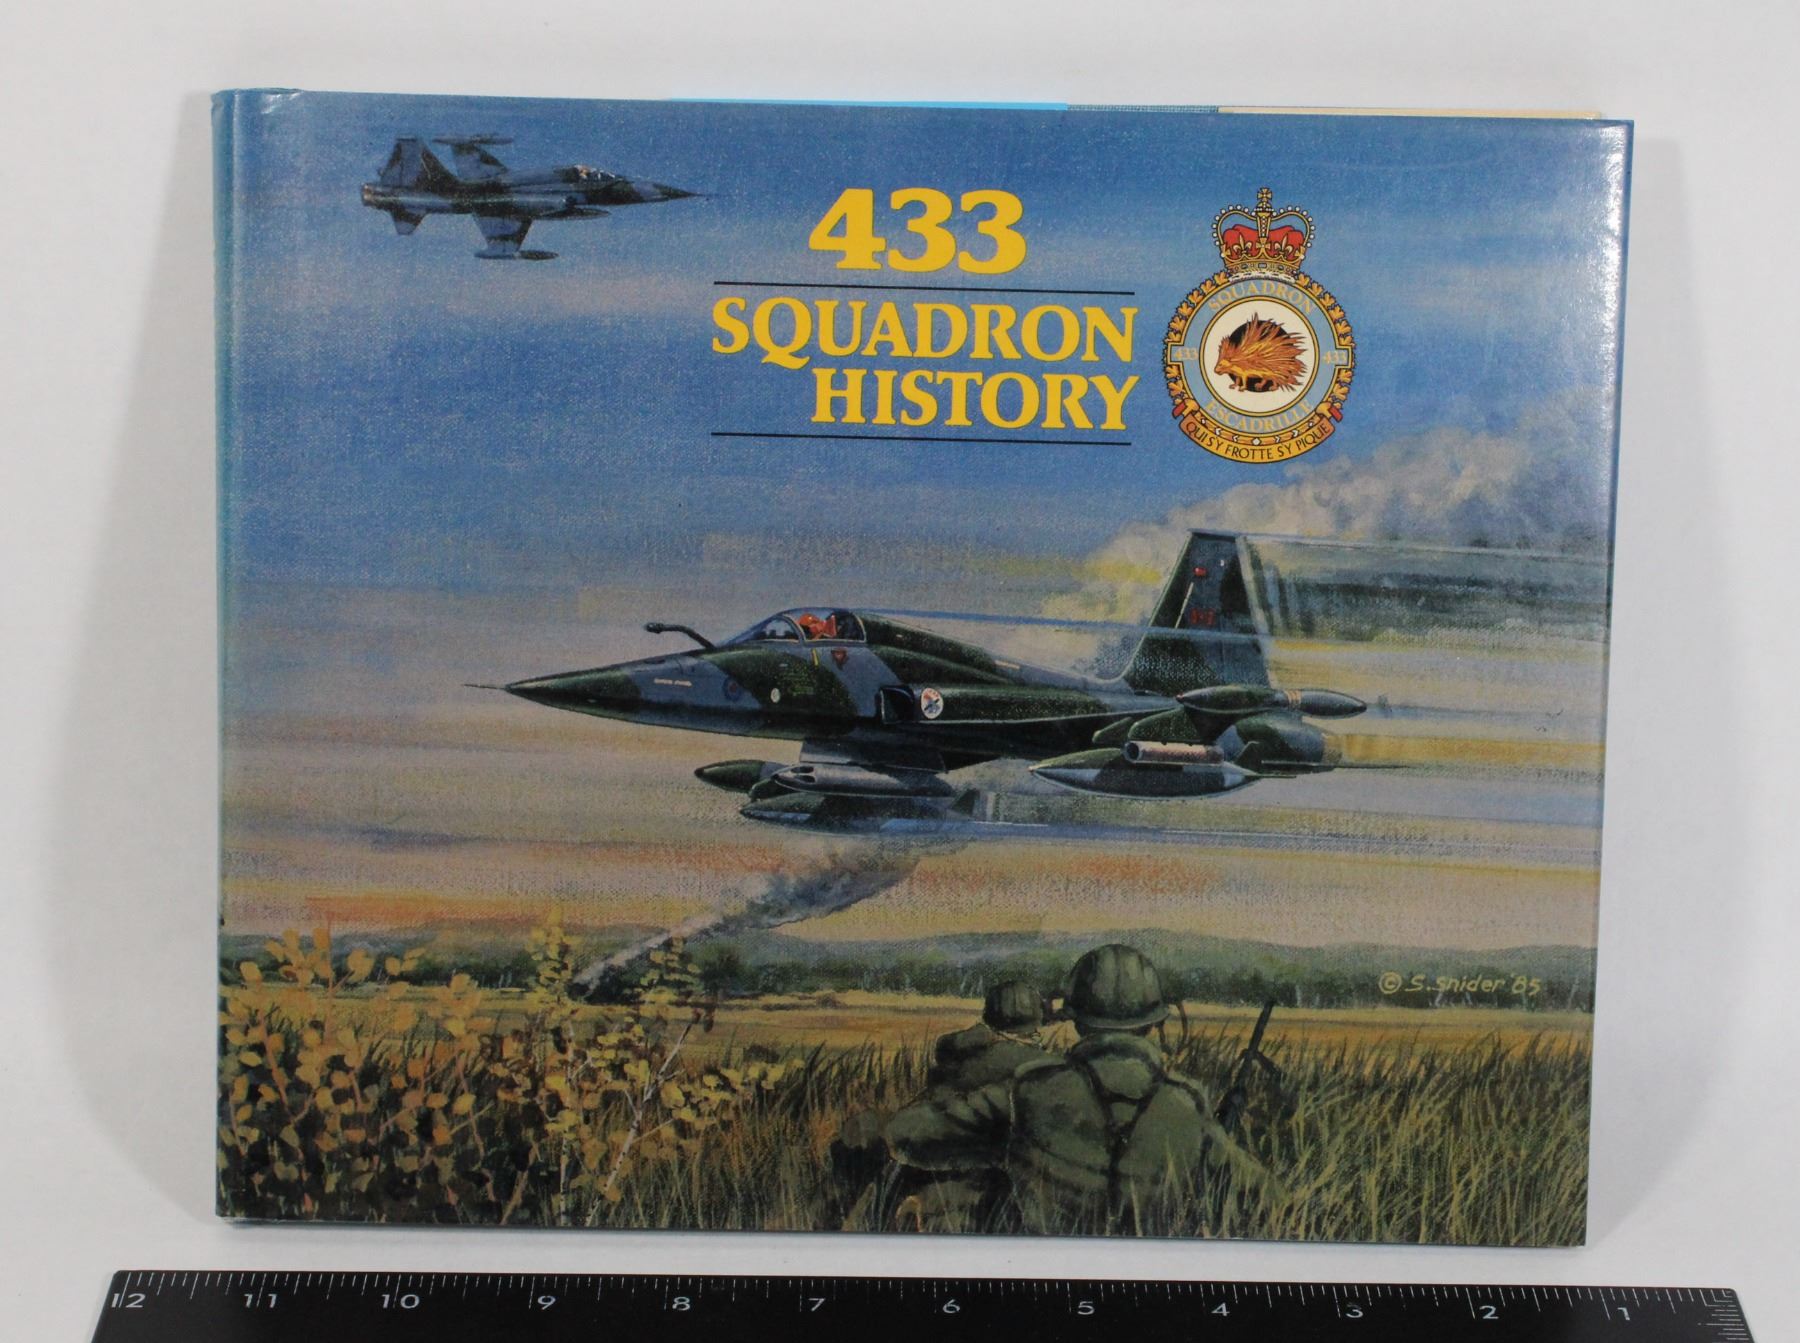 433
SQUADRON
HISTORY
SQUADRON
433 433
ESCADRILLE
QUI S'Y FROTTE S'Y PIQUE
© S. Snider '85
12 11 10 9 8 7 6 5 4 3 2 1